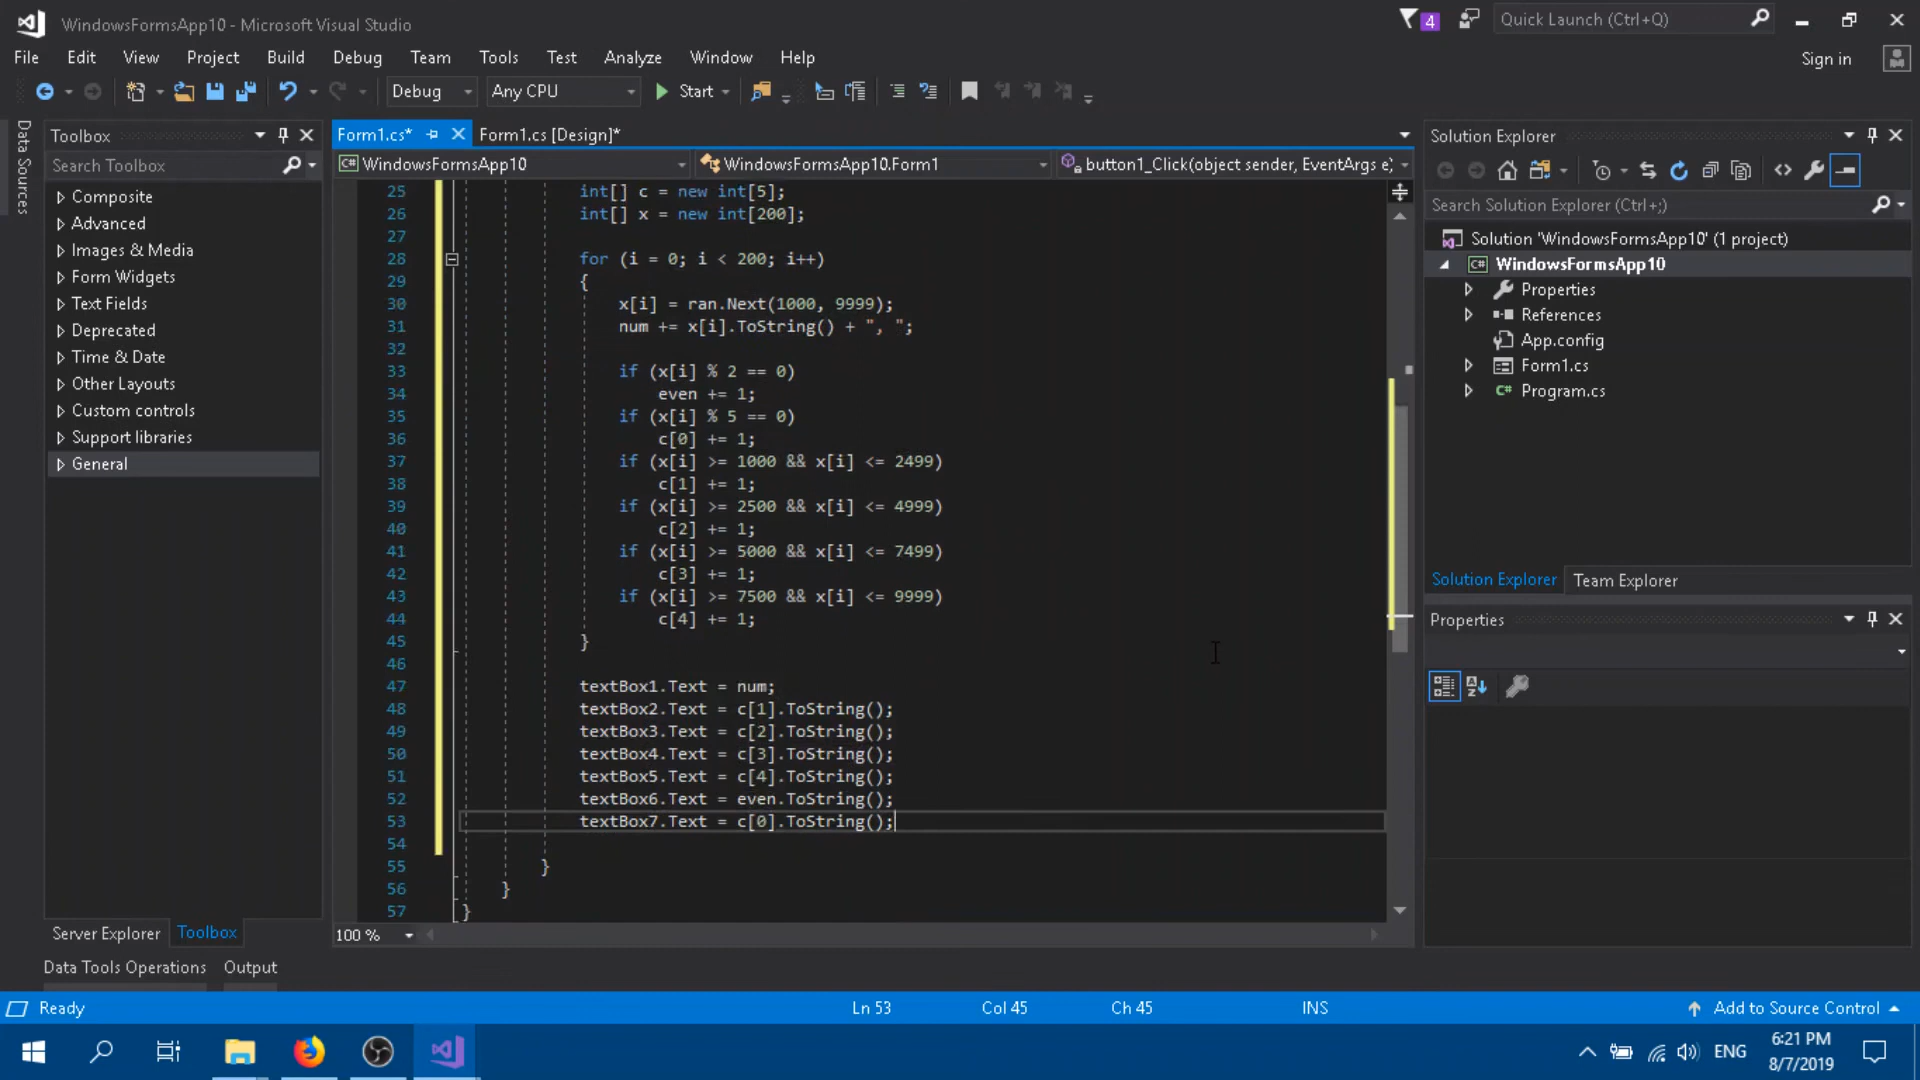 WindowsFormsApp10 - Microsoft Visual Studio
4
Quick Launch (Ctrl+Q)
File Edit View Project Build Debug Team Tools Test Analyze Window Help
Sign in
Debug
Any CPU
Start
Data Sources
Toolbox
Search Toolbox
Composite
Advanced
Images & Media
Form Widgets
Text Fields
Deprecated
Time & Date
Other Layouts
Custom controls
Support libraries
General
Server Explorer
Toolbox
Form1.cs*
Form1.cs [Design]*
WindowsFormsApp10
WindowsFormsApp10.Form1
button1_Click(object sender, EventArgs e)
25 int[] c = new int[5];
26 int[] x = new int[200];
27
28 for (i = 0; i < 200; i++)
29 {
30 x[i] = ran.Next(1000, 9999);
31 num += x[i].ToString() + ", ";
32
33 if (x[i] % 2 == 0)
34 even += 1;
35 if (x[i] % 5 == 0)
36 c[0] += 1;
37 if (x[i] >= 1000 && x[i] <= 2499)
38 c[1] += 1;
39 if (x[i] >= 2500 && x[i] <= 4999)
40 c[2] += 1;
41 if (x[i] >= 5000 && x[i] <= 7499)
42 c[3] += 1;
43 if (x[i] >= 7500 && x[i] <= 9999)
44 c[4] += 1;
45 }
46
47 textBox1.Text = num;
48 textBox2.Text = c[1].ToString();
49 textBox3.Text = c[2].ToString();
50 textBox4.Text = c[3].ToString();
51 textBox5.Text = c[4].ToString();
52 textBox6.Text = even.ToString();
53 textBox7.Text = c[0].ToString();
54
55 }
56 }
57 }
100 %
Solution Explorer
Search Solution Explorer (Ctrl+;)
Solution 'WindowsFormsApp10' (1 project)
C# WindowsFormsApp10
Properties
References
App.config
Form1.cs
C# Program.cs
Solution Explorer
Team Explorer
Properties
Data Tools Operations
Output
Ready
Ln 53
Col 45
Ch 45
INS
Add to Source Control
ENG
6:21 PM
8/7/2019